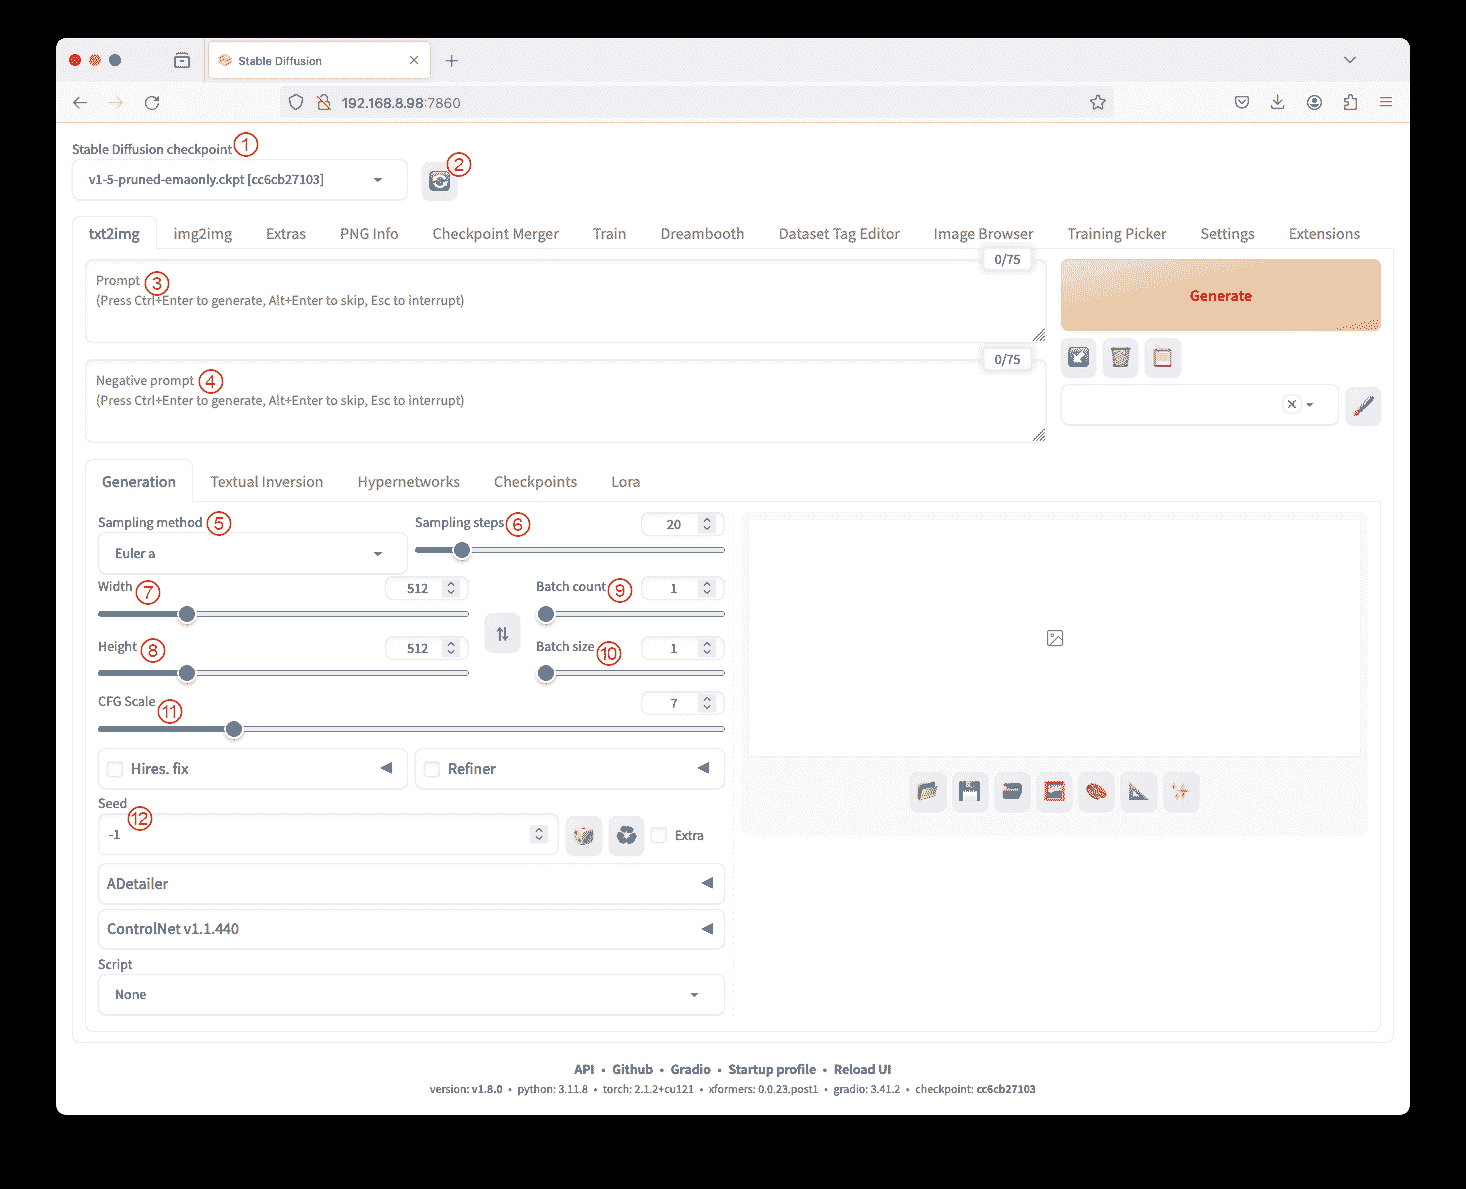 Stable Diffusion
192.168.8.98:7860
Stable Diffusion checkpoint ①
v1-5-pruned-emaonly.ckpt [cc6cb27103]
②
txt2img img2img Extras PNG Info Checkpoint Merger Train Dreambooth Dataset Tag Editor Image Browser Training Picker Settings Extensions
0/75
Prompt ③
(Press Ctrl+Enter to generate, Alt+Enter to skip, Esc to interrupt)
Generate
0/75
Negative prompt ④
(Press Ctrl+Enter to generate, Alt+Enter to skip, Esc to interrupt)
Generation Textual Inversion Hypernetworks Checkpoints Lora
Sampling method ⑤ Sampling steps ⑥ 20
Euler a
Width ⑦ 512 Batch count ⑨ 1
Height ⑧ 512 Batch size ⑩ 1
CFG Scale ⑪ 7
Hires. fix Refiner
Seed ⑫
-1 Extra
ADetailer
ControlNet v1.1.440
Script
None
API • Github • Gradio • Startup profile • Reload UI
version: v1.8.0 • python: 3.11.8 • torch: 2.1.2+cu121 • xformers: 0.0.23.post1 • gradio: 3.41.2 • checkpoint: cc6cb27103